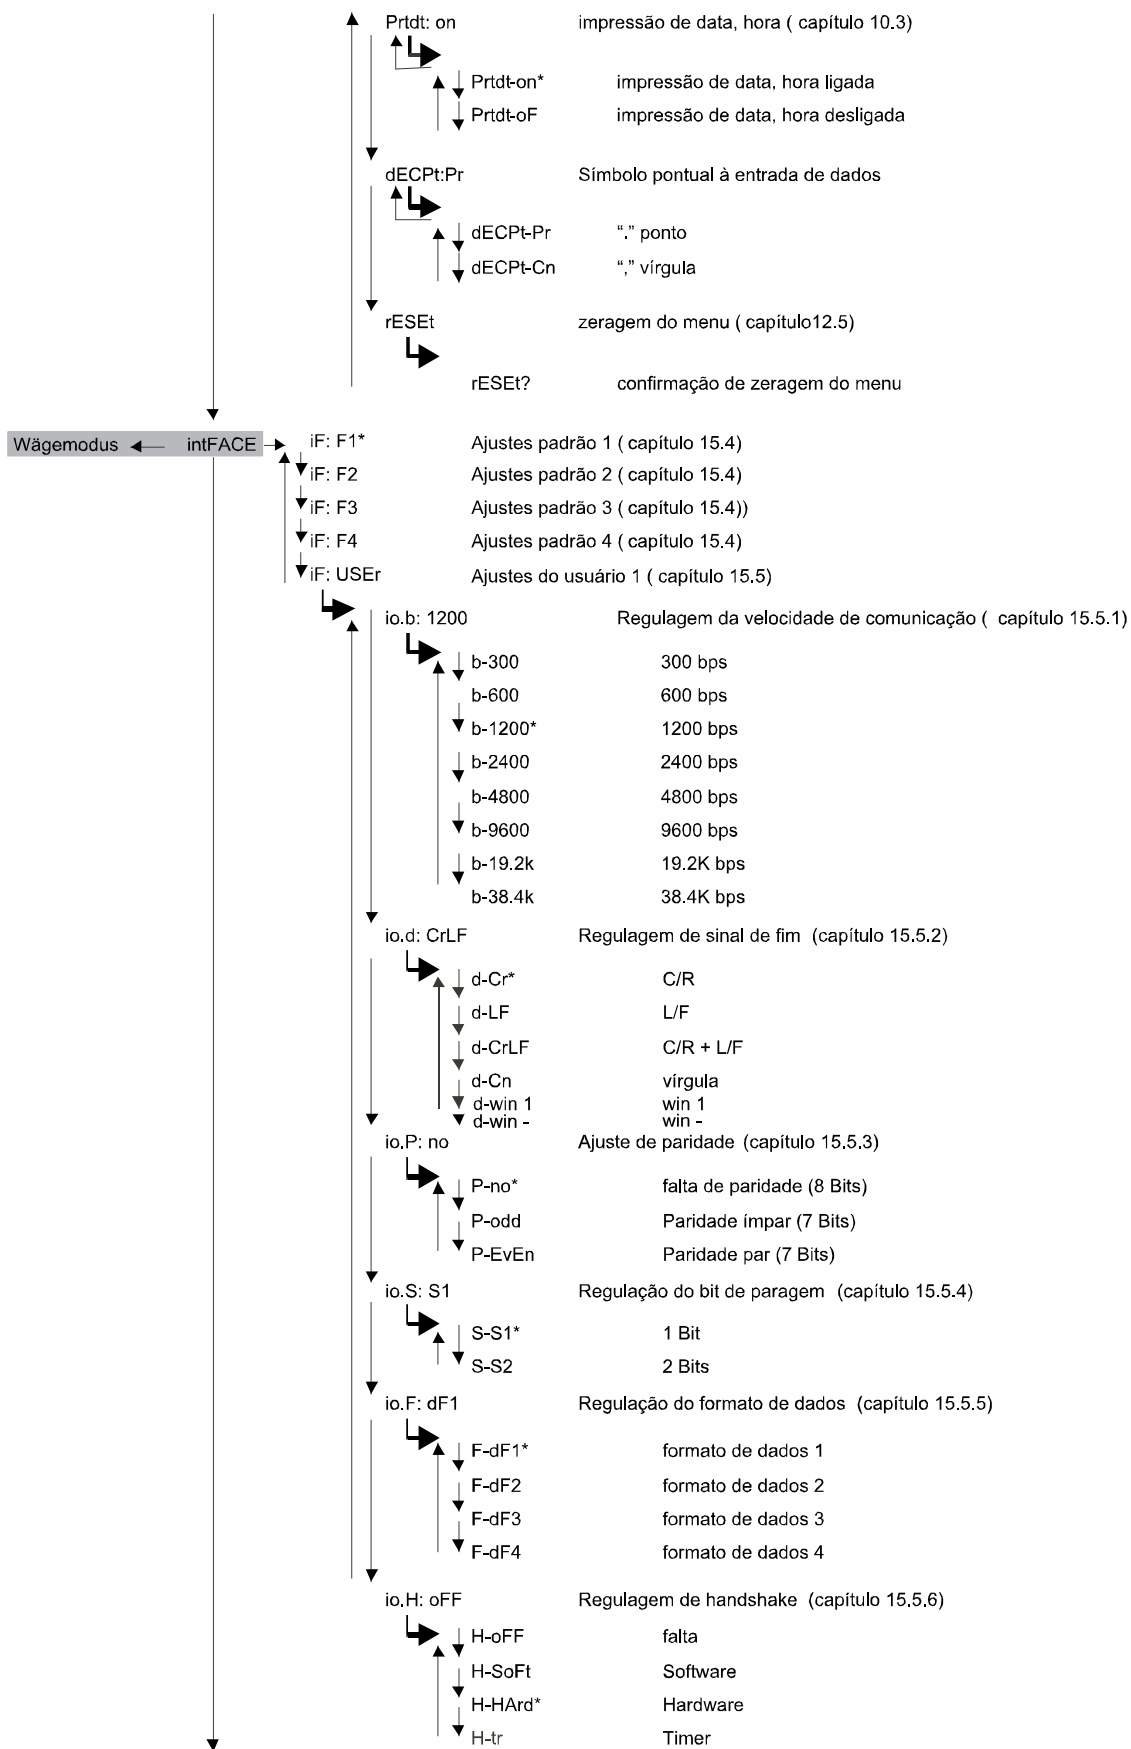 Prtdt: on impressão de data, hora ( capítulo 10.3)
Prtdt-on* impressão de data, hora ligada
Prtdt-oF impressão de data, hora desligada
dECPt:Pr Símbolo pontual à entrada de dados
dECPt-Pr “.” ponto
dECPt-Cn “,” vírgula
rESEt zeragem do menu ( capítulo12.5)
rESEt? confirmação de zeragem do menu
Wägemodus intFACE iF: F1* Ajustes padrão 1 ( capítulo 15.4)
iF: F2 Ajustes padrão 2 ( capítulo 15.4)
iF: F3 Ajustes padrão 3 ( capítulo 15.4))
iF: F4 Ajustes padrão 4 ( capítulo 15.4)
iF: USEr Ajustes do usuário 1 ( capítulo 15.5)
io.b: 1200 Regulagem da velocidade de comunicação ( capítulo 15.5.1)
b-300 300 bps
b-600 600 bps
b-1200* 1200 bps
b-2400 2400 bps
b-4800 4800 bps
b-9600 9600 bps
b-19.2k 19.2K bps
b-38.4k 38.4K bps
io.d: CrLF Regulagem de sinal de fim (capítulo 15.5.2)
d-Cr* C/R
d-LF L/F
d-CrLF C/R + L/F
d-Cn vírgula
d-win 1 win 1
d-win - win -
io.P: no Ajuste de paridade (capítulo 15.5.3)
P-no* falta de paridade (8 Bits)
P-odd Paridade ímpar (7 Bits)
P-EvEn Paridade par (7 Bits)
io.S: S1 Regulação do bit de paragem (capítulo 15.5.4)
S-S1* 1 Bit
S-S2 2 Bits
io.F: dF1 Regulação do formato de dados (capítulo 15.5.5)
F-dF1* formato de dados 1
F-dF2 formato de dados 2
F-dF3 formato de dados 3
F-dF4 formato de dados 4
io.H: oFF Regulagem de handshake (capítulo 15.5.6)
H-oFF falta
H-SoFt Software
H-HArd* Hardware
H-tr Timer